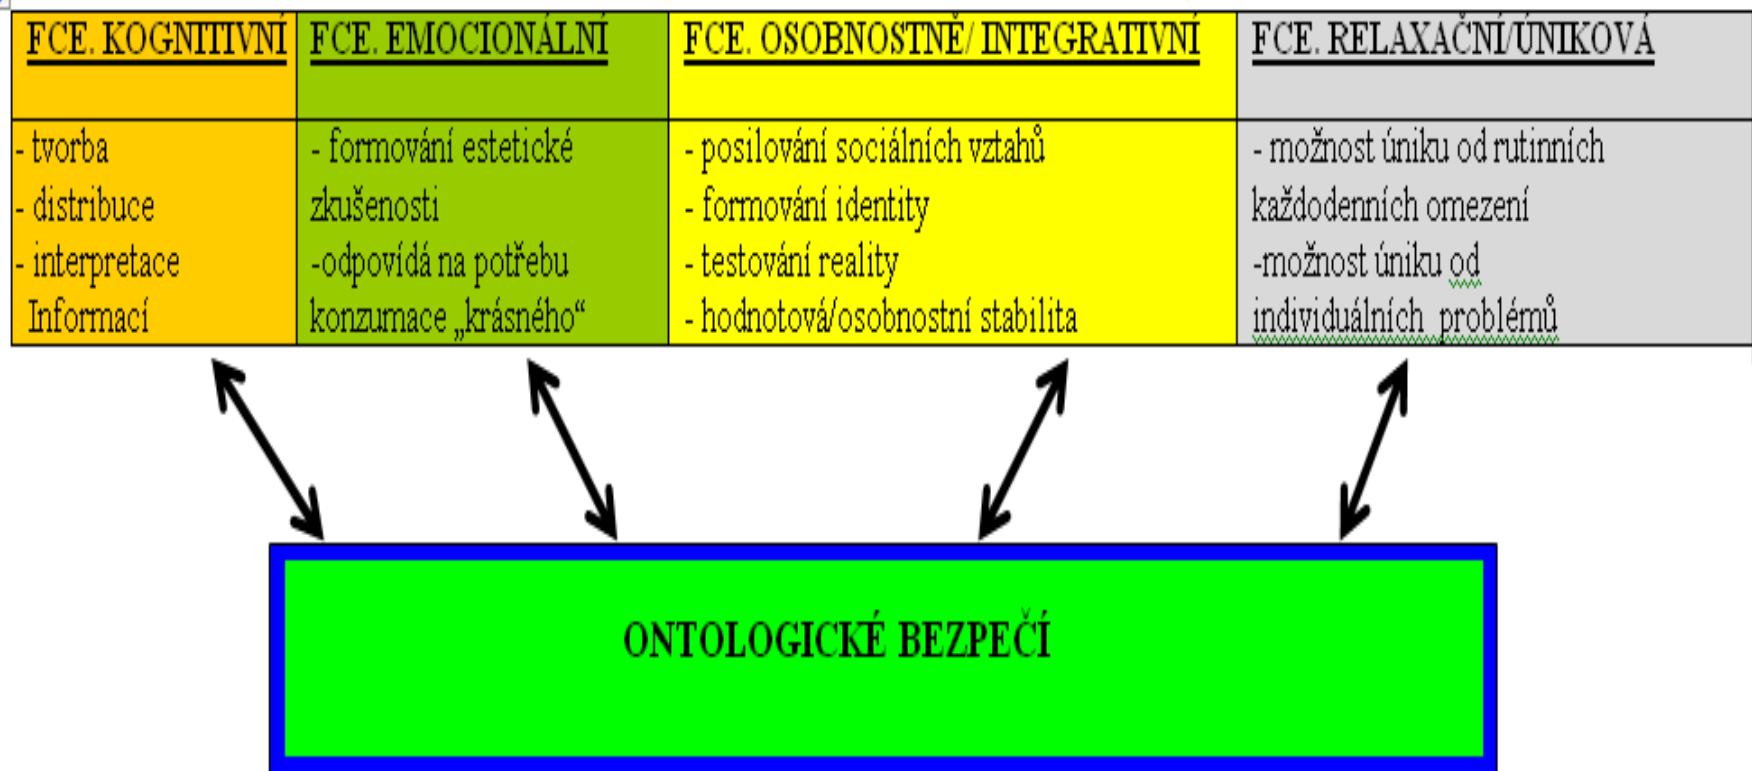 FCE. KOGNITIVNÍ
- tvorba
- distribuce
- interpretace
Informací
FCE. EMOCIONÁLNÍ
- formování estetické
zkušenosti
-odpovídá na potřebu
konzumace „krásného“
FCE. OSOBNOSTNĚ/ INTEGRATIVNÍ
- posilování sociálních vztahů
- formování identity
- testování reality
- hodnotová/osobnostní stabilita
FCE. RELAXAČNÍ/ÚNIKOVÁ
- možnost úniku od rutinních
každodenních omezení
-možnost úniku od
individuálních problémů
ONTOLOGICKÉ BEZPEČÍ